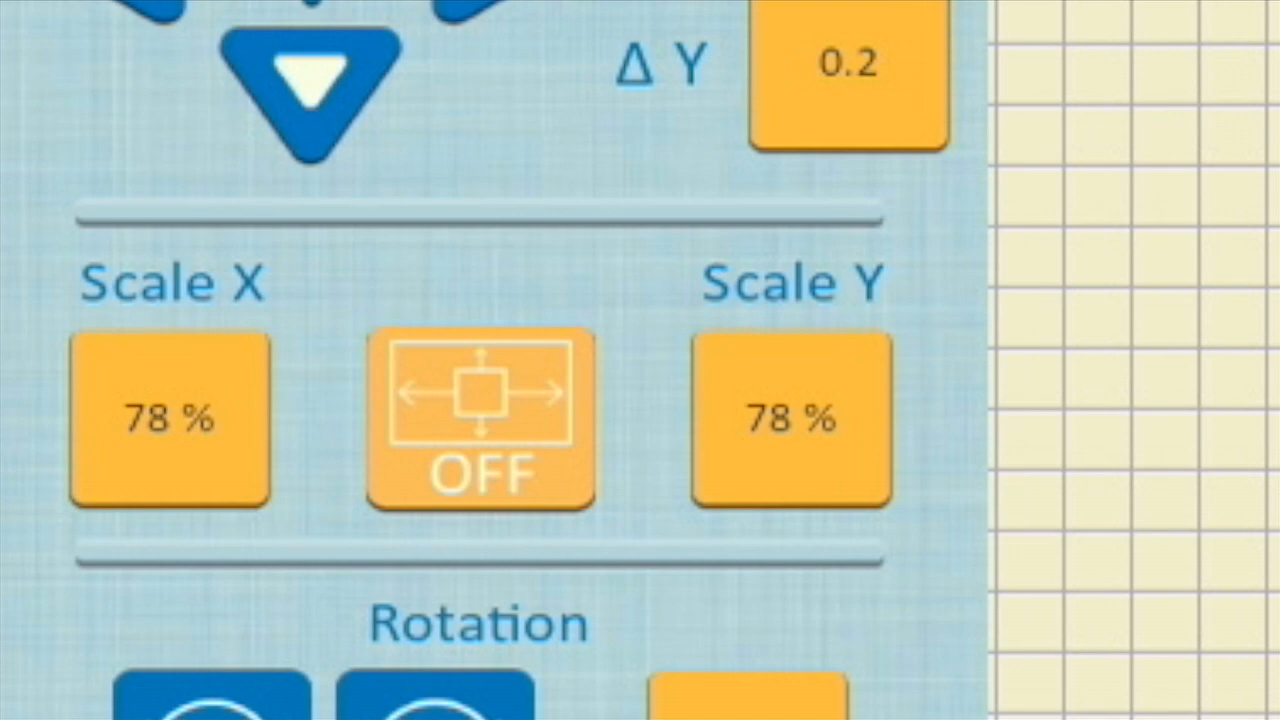 Δ Y
0.2
Scale X
Scale Y
78 %
OFF
78 %
Rotation